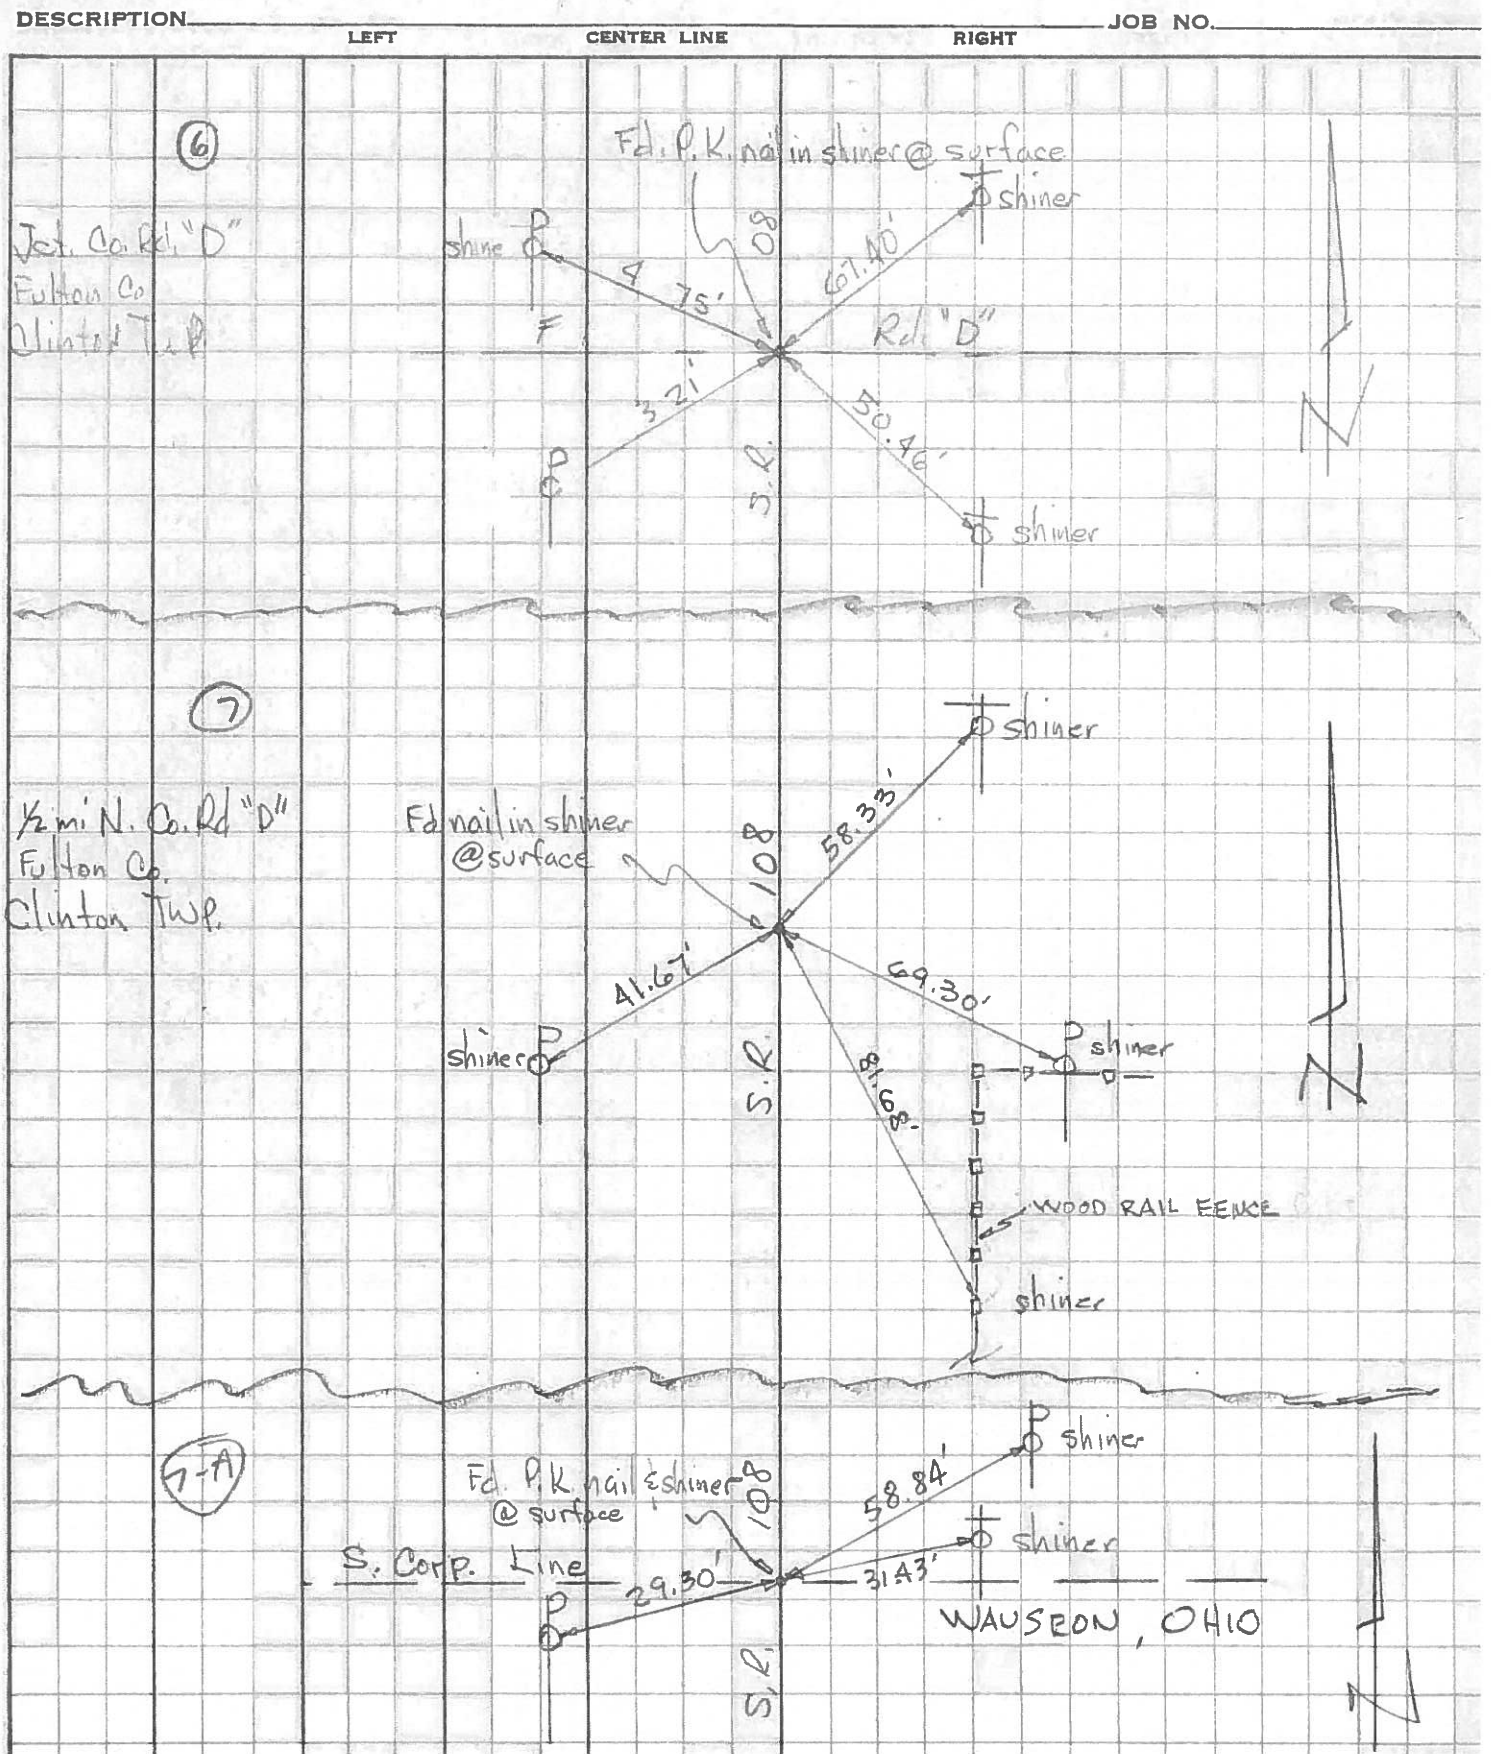 DESCRIPTION JOB NO.
LEFT CENTER LINE RIGHT
6
Fd. P.K. nail in shiner @ surface
shiner
Jct. Co. Rd. "D"
Fulton Co
Clinton
shine
08
67.40'
4 75'
Rd. "D"
3 21'
50.46'
S.R.
shiner
7
shiner
1/2 mi N. Co. Rd "D"
Fulton Co.
Clinton TWP.
Fd nail in shiner
@ surface
108
58.33'
41.67'
69.30'
shiner
shiner
S.R.
81.68'
WOOD RAIL FENCE
shiner
7-A
shiner
Fd. P.K. nail & shiner
@ surface
108
58.84'
shiner
S. Corp. Line
29.30'
31.43'
WAUSEON, OHIO
S.R.
N
N
N